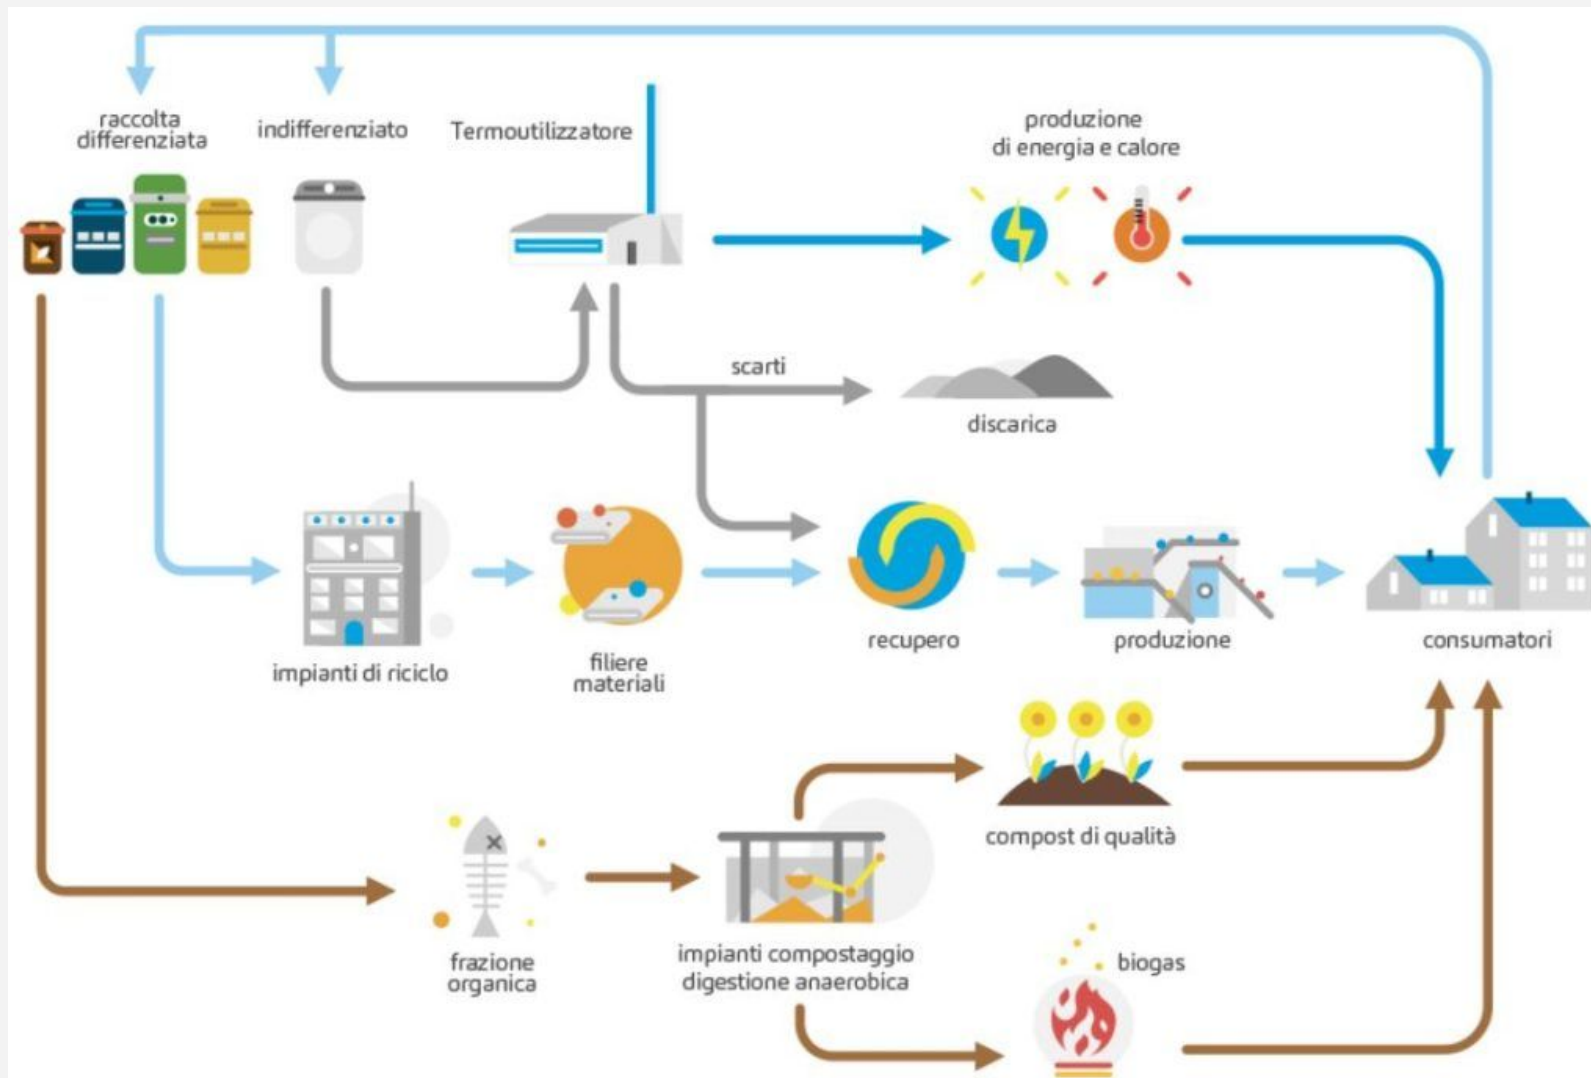 raccolta
differenziata
indifferenziato
Termoutilizzatore
produzione
di energia e calore
scarti
discarica
impianti di riciclo
filiere
materiali
recupero
produzione
consumatori
compost di qualità
frazione
organica
impianti compostaggio
digestione anaerobica
biogas